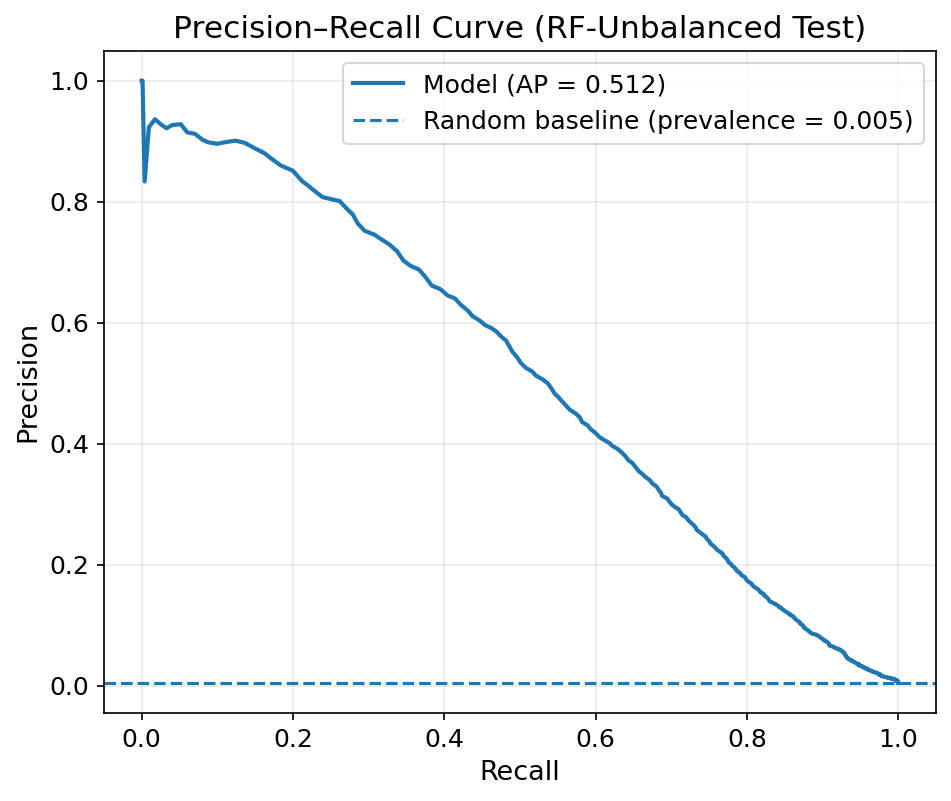 Precision–Recall Curve (RF-Unbalanced Test)
Model (AP = 0.512)
Random baseline (prevalence = 0.005)
Precision
1.0
0.8
0.6
0.4
0.2
0.0
0.0 0.2 0.4 0.6 0.8 1.0
Recall